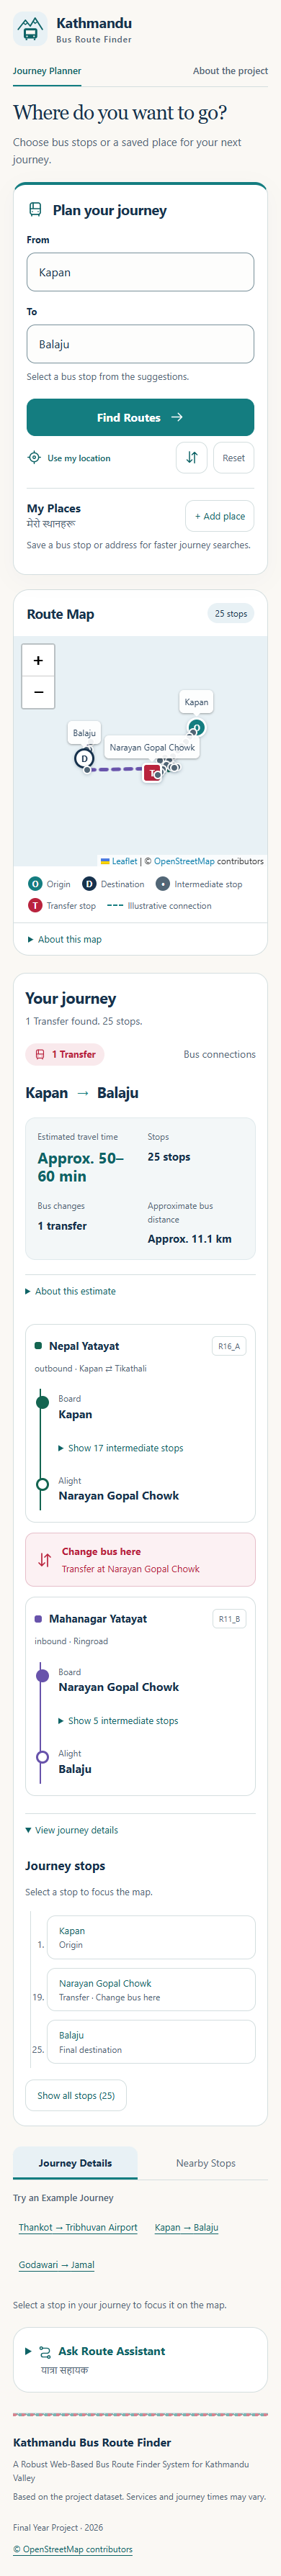 Kathmandu
Bus Route Finder
Journey Planner
About the project
Where do you want to go?
Choose bus stops or a saved place for your next
journey.
Plan your journey
From
Kapan
To
Balaju
Select a bus stop from the suggestions.
Find Routes →
Use my location
Reset
My Places
मेरो स्थानहरू
+ Add place
Save a bus stop or address for faster journey searches.
Route Map
25 stops
+
−
Kapan
Balaju
Narayan Gopal Chowk
O
D
T
Leaflet | © OpenStreetMap contributors
O Origin
D Destination
Intermediate stop
T Transfer stop
Illustrative connection
▶ About this map
Your journey
1 Transfer found. 25 stops.
1 Transfer
Bus connections
Kapan → Balaju
Estimated travel time
Approx. 50–
60 min
Stops
25 stops
Bus changes
1 transfer
Approximate bus
distance
Approx. 11.1 km
▶ About this estimate
Nepal Yatayat
R16_A
outbound · Kapan ⇄ Tikathali
Board
Kapan
▶ Show 17 intermediate stops
Alight
Narayan Gopal Chowk
Change bus here
Transfer at Narayan Gopal Chowk
Mahanagar Yatayat
R11_B
inbound · Ringroad
Board
Narayan Gopal Chowk
▶ Show 5 intermediate stops
Alight
Balaju
▼ View journey details
Journey stops
Select a stop to focus the map.
1.
Kapan
Origin
19.
Narayan Gopal Chowk
Transfer · Change bus here
25.
Balaju
Final destination
Show all stops (25)
Journey Details
Nearby Stops
Try an Example Journey
Thankot → Tribhuvan Airport
Kapan → Balaju
Godawari → Jamal
Select a stop in your journey to focus it on the map.
▶ Ask Route Assistant
यात्रा सहायक
Kathmandu Bus Route Finder
A Robust Web-Based Bus Route Finder System for Kathmandu
Valley
Based on the project dataset. Services and journey times may vary.
Final Year Project · 2026
© OpenStreetMap contributors